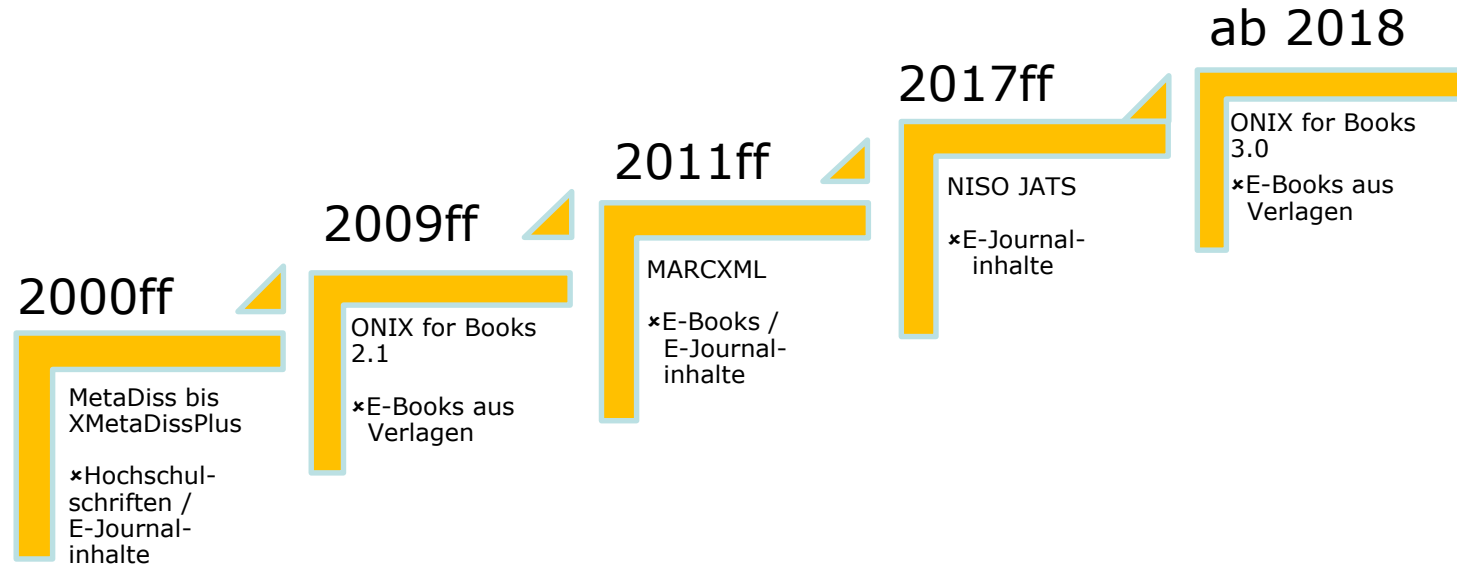 2000ff
MetaDiss bis
XMetaDissPlus
×Hochschul-
schriften /
E-Journal-
inhalte
2009ff
ONIX for Books
2.1
×E-Books aus
Verlagen
2011ff
MARCXML
×E-Books /
E-Journal-
inhalte
2017ff
NISO JATS
×E-Journal-
inhalte
ab 2018
ONIX for Books
3.0
×E-Books aus
Verlagen